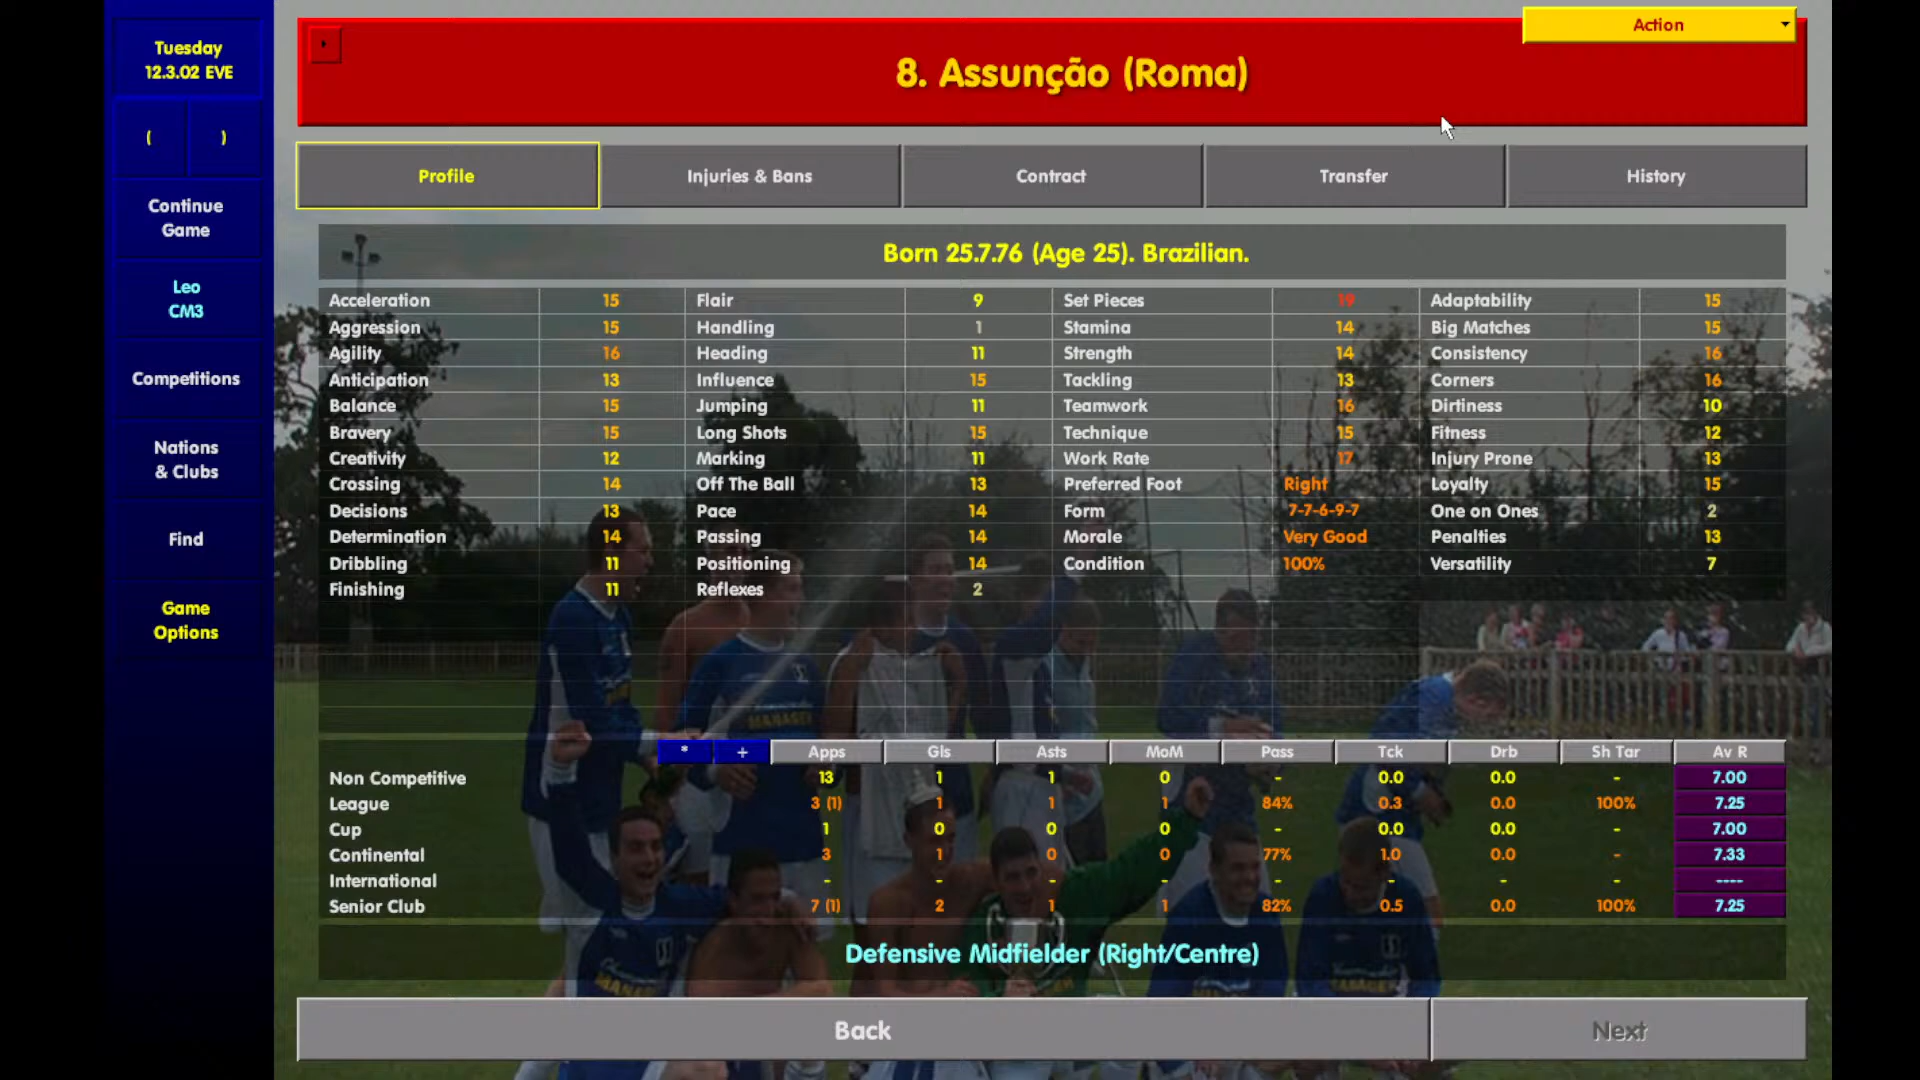 Tuesday
12.3.02 EVE
( )
Continue
Game
Leo
CM3
Competitions
Nations
& Clubs
Find
Game
Options
Action
8. Assunção (Roma)
Profile Injuries & Bans Contract Transfer History
Born 25.7.76 (Age 25). Brazilian.
Acceleration 15 Flair 9 Set Pieces 19 Adaptability 15
Aggression 15 Handling 1 Stamina 14 Big Matches 15
Agility 16 Heading 11 Strength 14 Consistency 16
Anticipation 13 Influence 15 Tackling 13 Corners 16
Balance 15 Jumping 11 Teamwork 16 Dirtiness 10
Bravery 15 Long Shots 15 Technique 15 Fitness 12
Creativity 12 Marking 11 Work Rate 17 Injury Prone 13
Crossing 14 Off The Ball 13 Preferred Foot Right Loyalty 15
Decisions 13 Pace 14 Form 7-7-6-9-7 One on Ones 2
Determination 14 Passing 14 Morale Very Good Penalties 13
Dribbling 11 Positioning 14 Condition 100% Versatility 7
Finishing 11 Reflexes 2
* + Apps Gls Asts MoM Pass Tck Drb Sh Tar Av R
Non Competitive 13 1 1 0 - 0.0 0.0 - 7.00
League 3 (1) 1 1 1 84% 0.3 0.0 100% 7.25
Cup 1 0 0 0 - 0.0 0.0 - 7.00
Continental 3 1 0 0 77% 1.0 0.0 - 7.33
International - - - - - - - - ----
Senior Club 7 (1) 2 1 1 82% 0.5 0.0 100% 7.25
Defensive Midfielder (Right/Centre)
Back Next